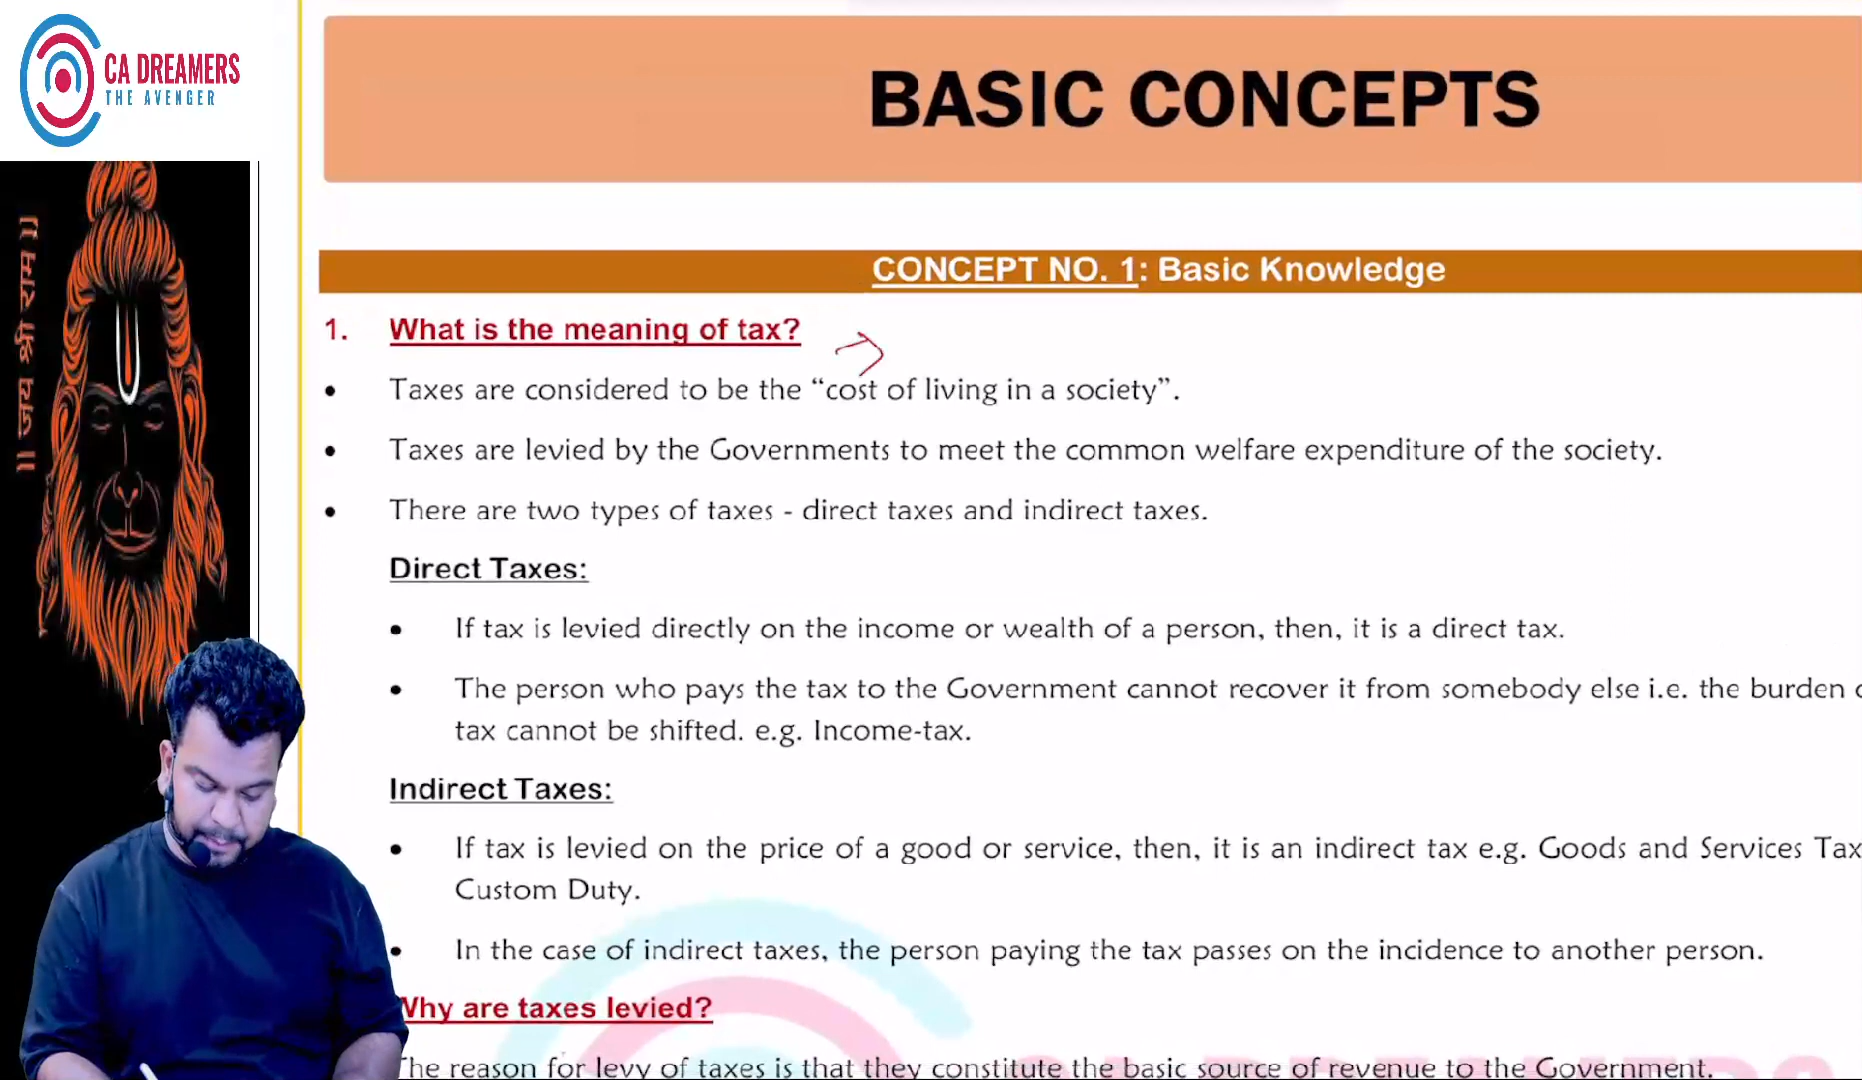 CA DREAMERS
THE AVENGER
BASIC CONCEPTS
CONCEPT NO. 1: Basic Knowledge
1. What is the meaning of tax?
• Taxes are considered to be the “cost of living in a society”.
• Taxes are levied by the Governments to meet the common welfare expenditure of the society.
• There are two types of taxes - direct taxes and indirect taxes.
Direct Taxes:
• If tax is levied directly on the income or wealth of a person, then, it is a direct tax.
• The person who pays the tax to the Government cannot recover it from somebody else i.e. the burden
tax cannot be shifted. e.g. Income-tax.
Indirect Taxes:
• If tax is levied on the price of a good or service, then, it is an indirect tax e.g. Goods and Services Tax
Custom Duty.
• In the case of indirect taxes, the person paying the tax passes on the incidence to another person.
Why are taxes levied?
The reason for levy of taxes is that they constitute the basic source of revenue to the Government.